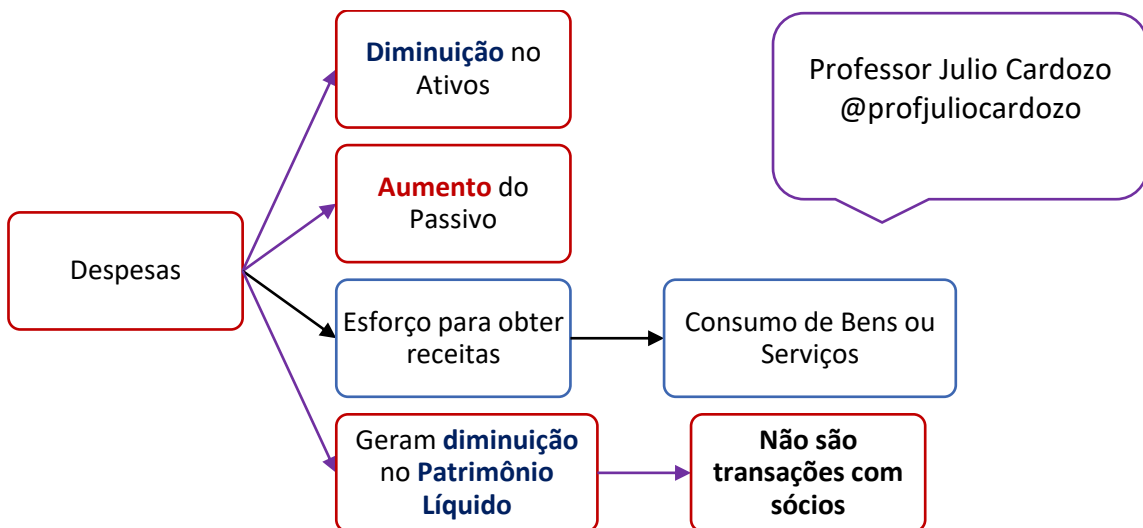 Diminuição no
Ativos
Professor Julio Cardozo
@profjuliocardozo
Aumento do
Passivo
Despesas
Esforço para obter
receitas
Consumo de Bens ou
Serviços
Geram diminuição
no Patrimônio
Líquido
Não são
transações com
sócios